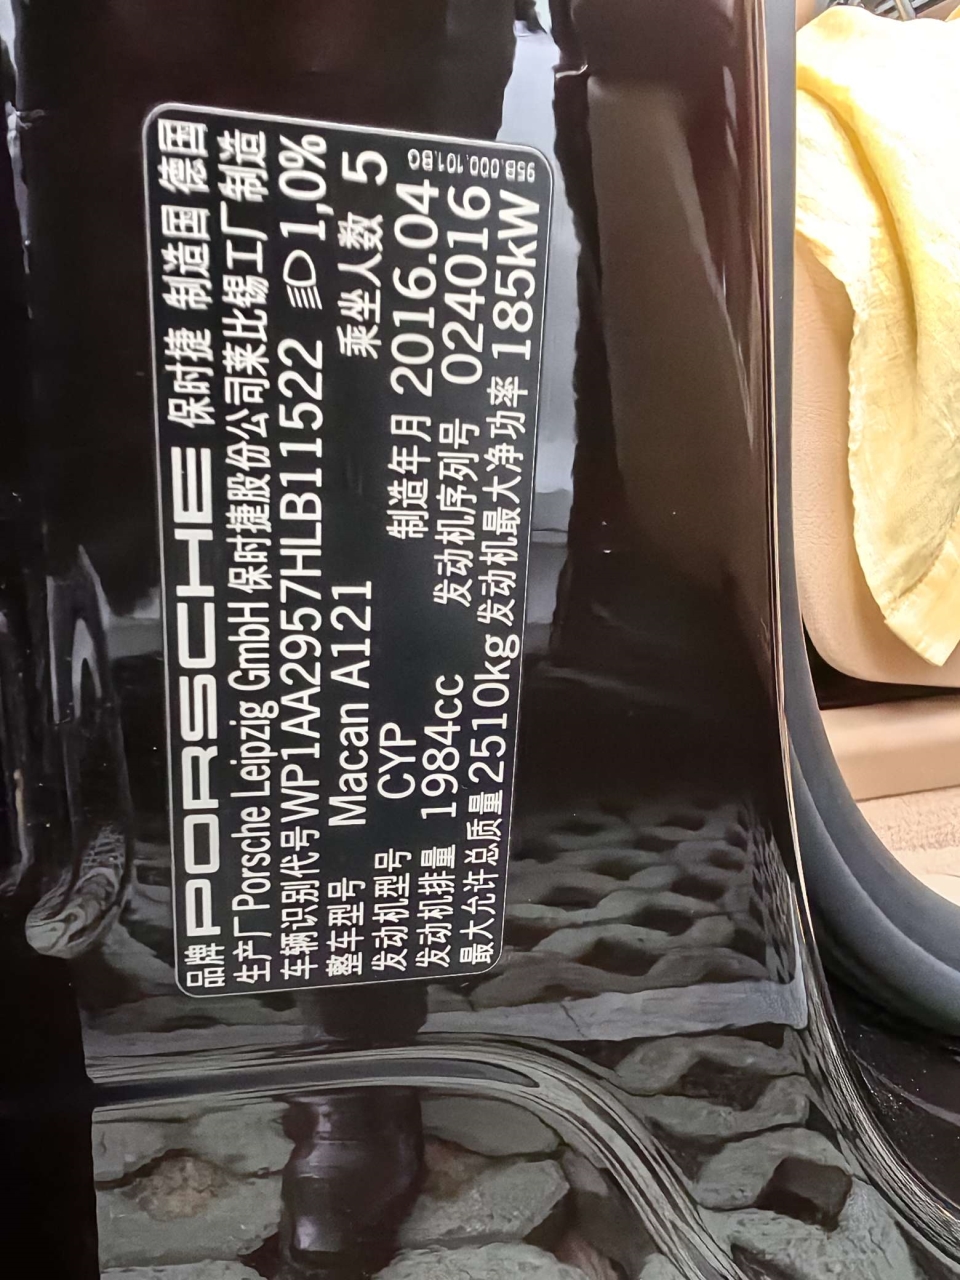 品牌 PORSCHE 保时捷 制造国 德国
生产厂 Porsche Leipzig GmbH 保时捷股份公司莱比锡工厂制造
车辆识别代号 WP1AA2957HLB11522 1,0%
整车型号 Macan A121 乘坐人数 5
发动机型号 CYP 制造年月 2016.04
发动机排量 1984cc 发动机序列号 024016
最大允许总质量 2510kg 发动机最大净功率 185kW
95B.000.101.BG